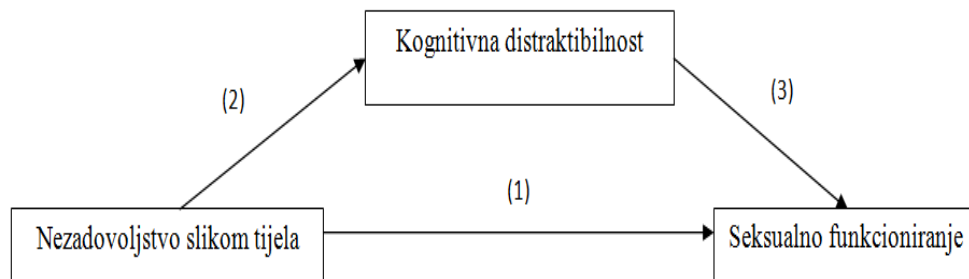 Kognitivna distraktibilnost
(2)
(3)
(1)
Nezadovoljstvo slikom tijela
Seksualno funkcioniranje